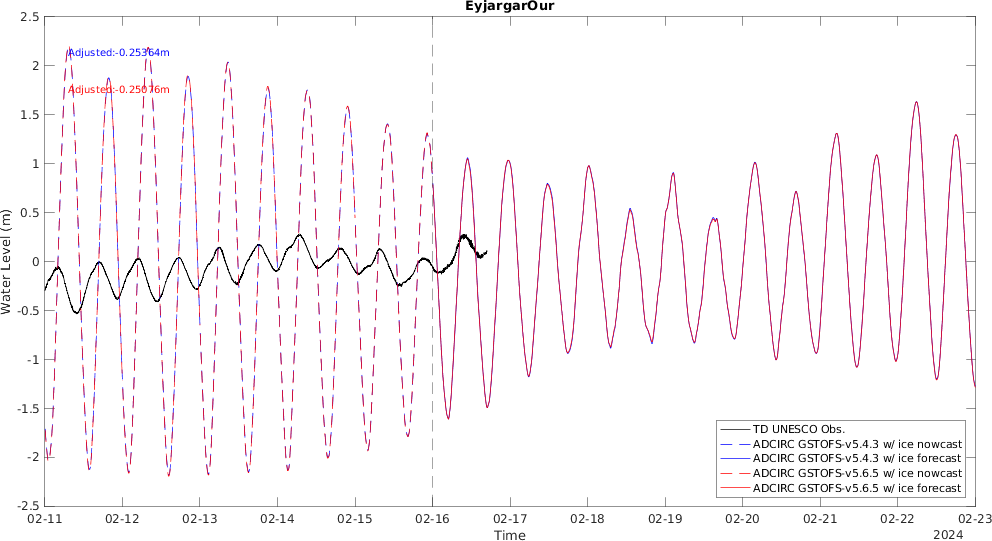 EyjargarOur
2.5
2
1.5
1
0.5
0
-0.5
-1
-1.5
-2
-2.5
Water Level (m)
Adjusted:-0.25364m
Adjusted:-0.25076m
TD UNESCO Obs.
ADCIRC GSTOFS-v5.4.3 w/ ice nowcast
ADCIRC GSTOFS-v5.4.3 w/ ice forecast
ADCIRC GSTOFS-v5.6.5 w/ ice nowcast
ADCIRC GSTOFS-v5.6.5 w/ ice forecast
02-11 02-12 02-13 02-14 02-15 02-16 02-17 02-18 02-19 02-20 02-21 02-22 02-23
Time
2024